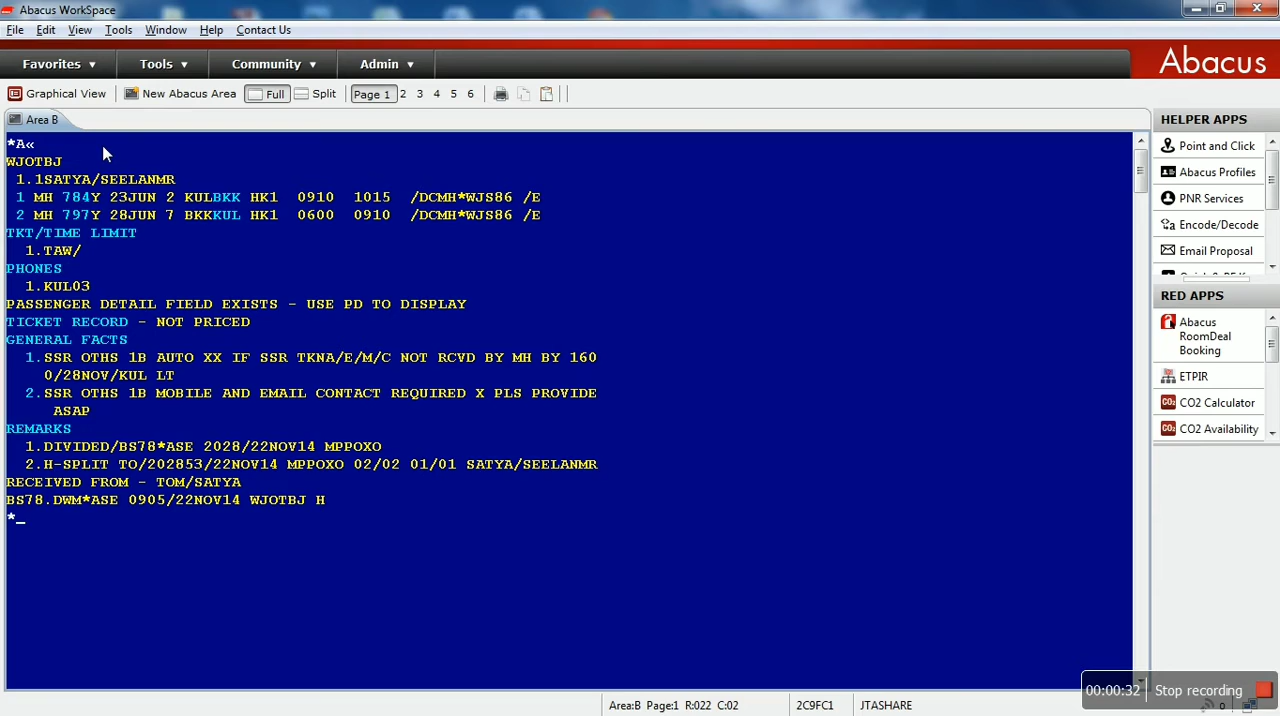 Abacus WorkSpace
File Edit View Tools Window Help Contact Us
Favorites Tools Community Admin Abacus
Graphical View New Abacus Area Full Split Page 1 2 3 4 5 6
Area B
*A«
WJOTBJ
1.1SATYA/SEELANMR
1 MH 784Y 23JUN 2 KULBKK HK1 0910 1015 /DCMH*WJS86 /E
2 MH 797Y 28JUN 7 BKKKUL HK1 0600 0910 /DCMH*WJS86 /E
TKT/TIME LIMIT
1.TAW/
PHONES
1.KUL03
PASSENGER DETAIL FIELD EXISTS - USE PD TO DISPLAY
TICKET RECORD - NOT PRICED
GENERAL FACTS
1.SSR OTHS 1B AUTO XX IF SSR TKNA/E/M/C NOT RCVD BY MH BY 160
0/28NOV/KUL LT
2.SSR OTHS 1B MOBILE AND EMAIL CONTACT REQUIRED X PLS PROVIDE
ASAP
REMARKS
1.DIVIDED/BS78*ASE 2028/22NOV14 MPPOXO
2.H-SPLIT TO/202853/22NOV14 MPPOXO 02/02 01/01 SATYA/SEELANMR
RECEIVED FROM - TOM/SATYA
BS78.DWM*ASE 0905/22NOV14 WJOTBJ H
*_
HELPER APPS
Point and Click
Abacus Profiles
PNR Services
Encode/Decode
Email Proposal
RED APPS
Abacus
RoomDeal
Booking
ETPIR
CO2 CO2 Calculator
CO2 CO2 Availability
00:00:32 Stop recording
Area:B Page:1 R:022 C:02 2C9FC1 JTASHARE 0